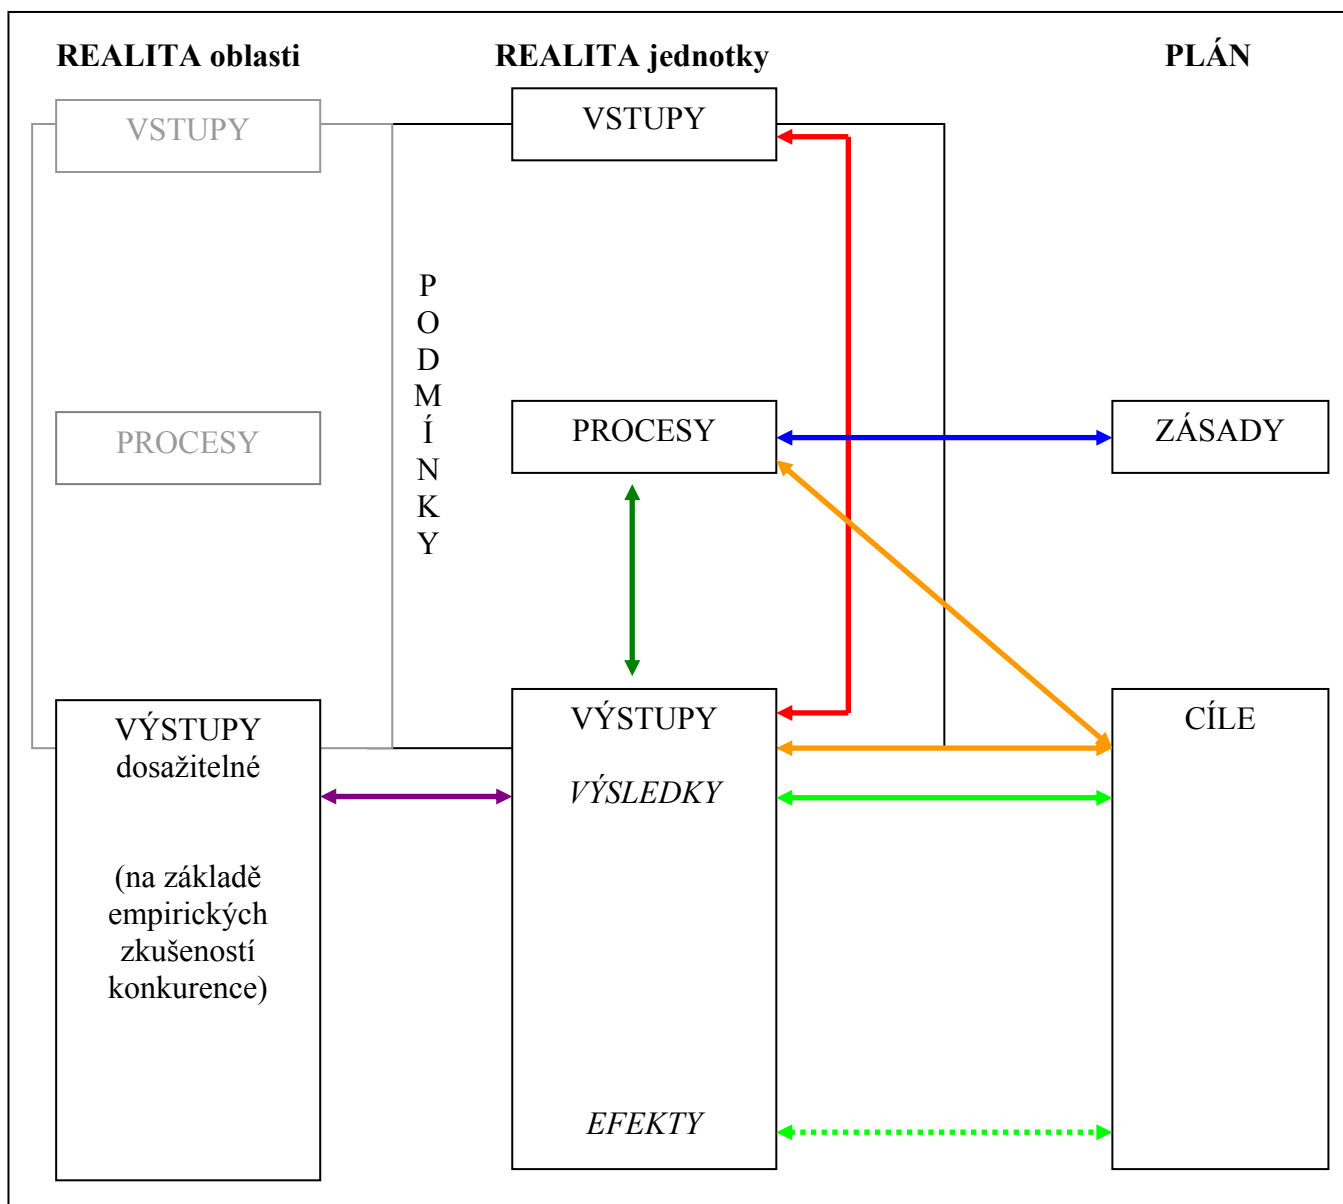 REALITA oblasti
REALITA jednotky
PLÁN
VSTUPY
VSTUPY
P
O
D
M
Í
N
K
Y
PROCESY
PROCESY
ZÁSADY
VÝSTUPY
dosažitelné
(na základě
empirických
zkušeností
konkurence)
VÝSTUPY
VÝSLEDKY
EFEKTY
CÍLE